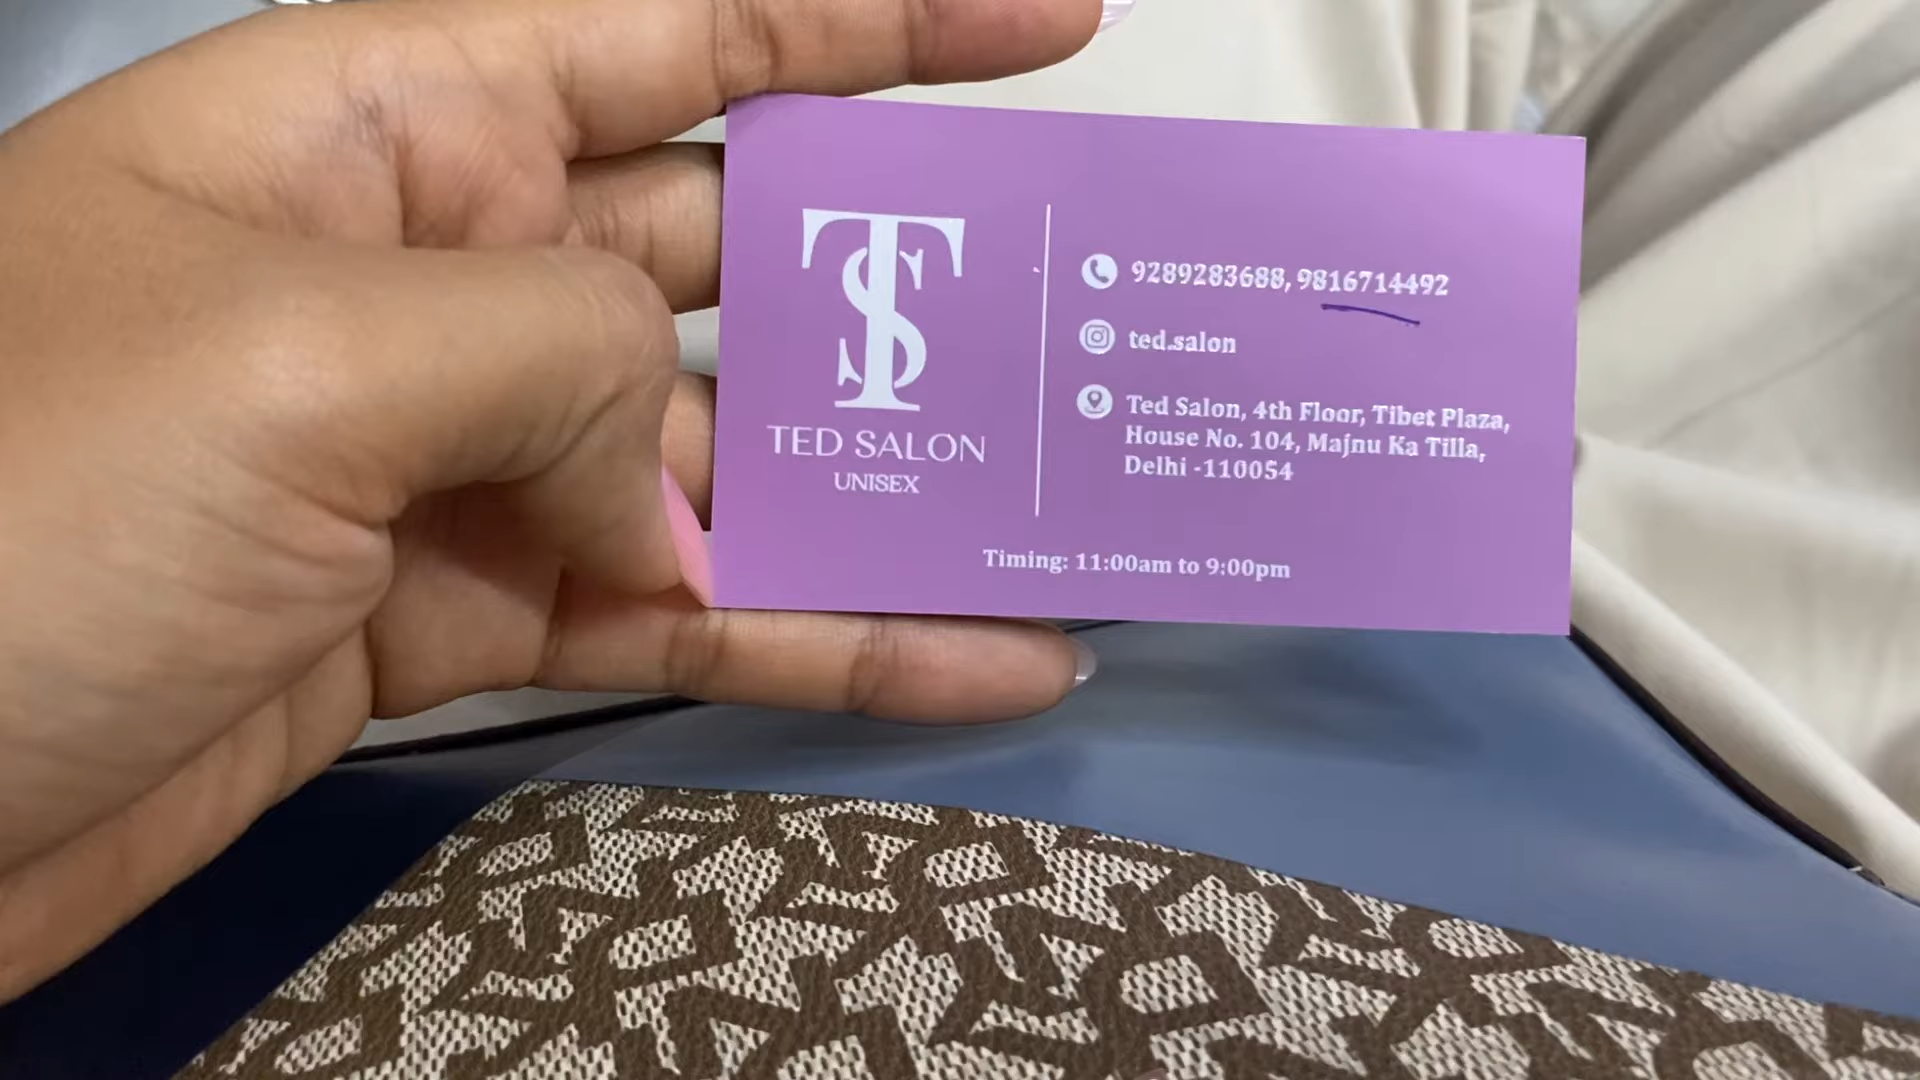 TS
TED SALON
UNISEX
9289283688, 9816714492
ted.salon
Ted Salon, 4th Floor, Tibet Plaza,
House No. 104, Majnu Ka Tilla,
Delhi -110054
Timing: 11:00am to 9:00pm